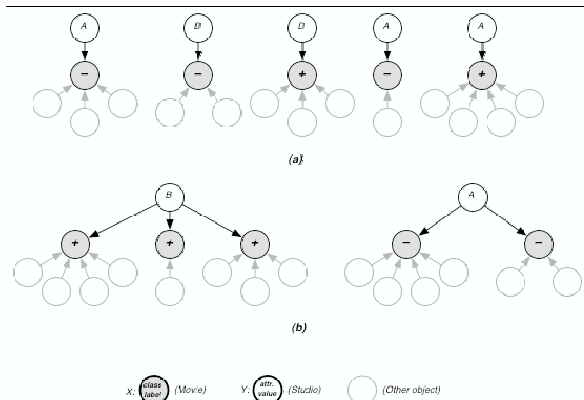 A B B A A
− − + − +
(a)
B A
+ + + − −
(b)
X: class label (Movie) Y: attr. value (Studio) (Other object)